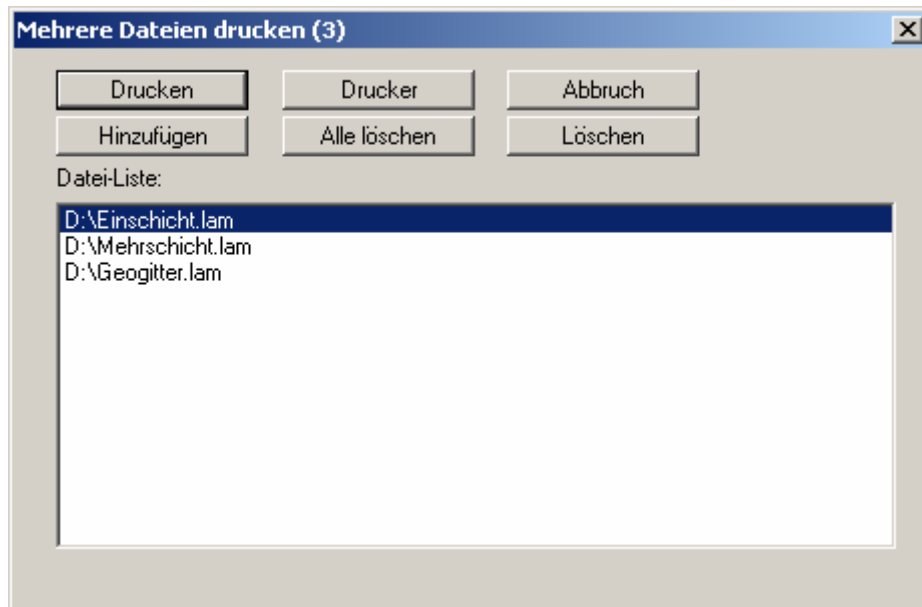 Mehrere Dateien drucken (3)
Drucken Drucker Abbruch
Hinzufügen Alle löschen Löschen
Datei-Liste:
D:\Einschicht.lam
D:\Mehrschicht.lam
D:\Geogitter.lam